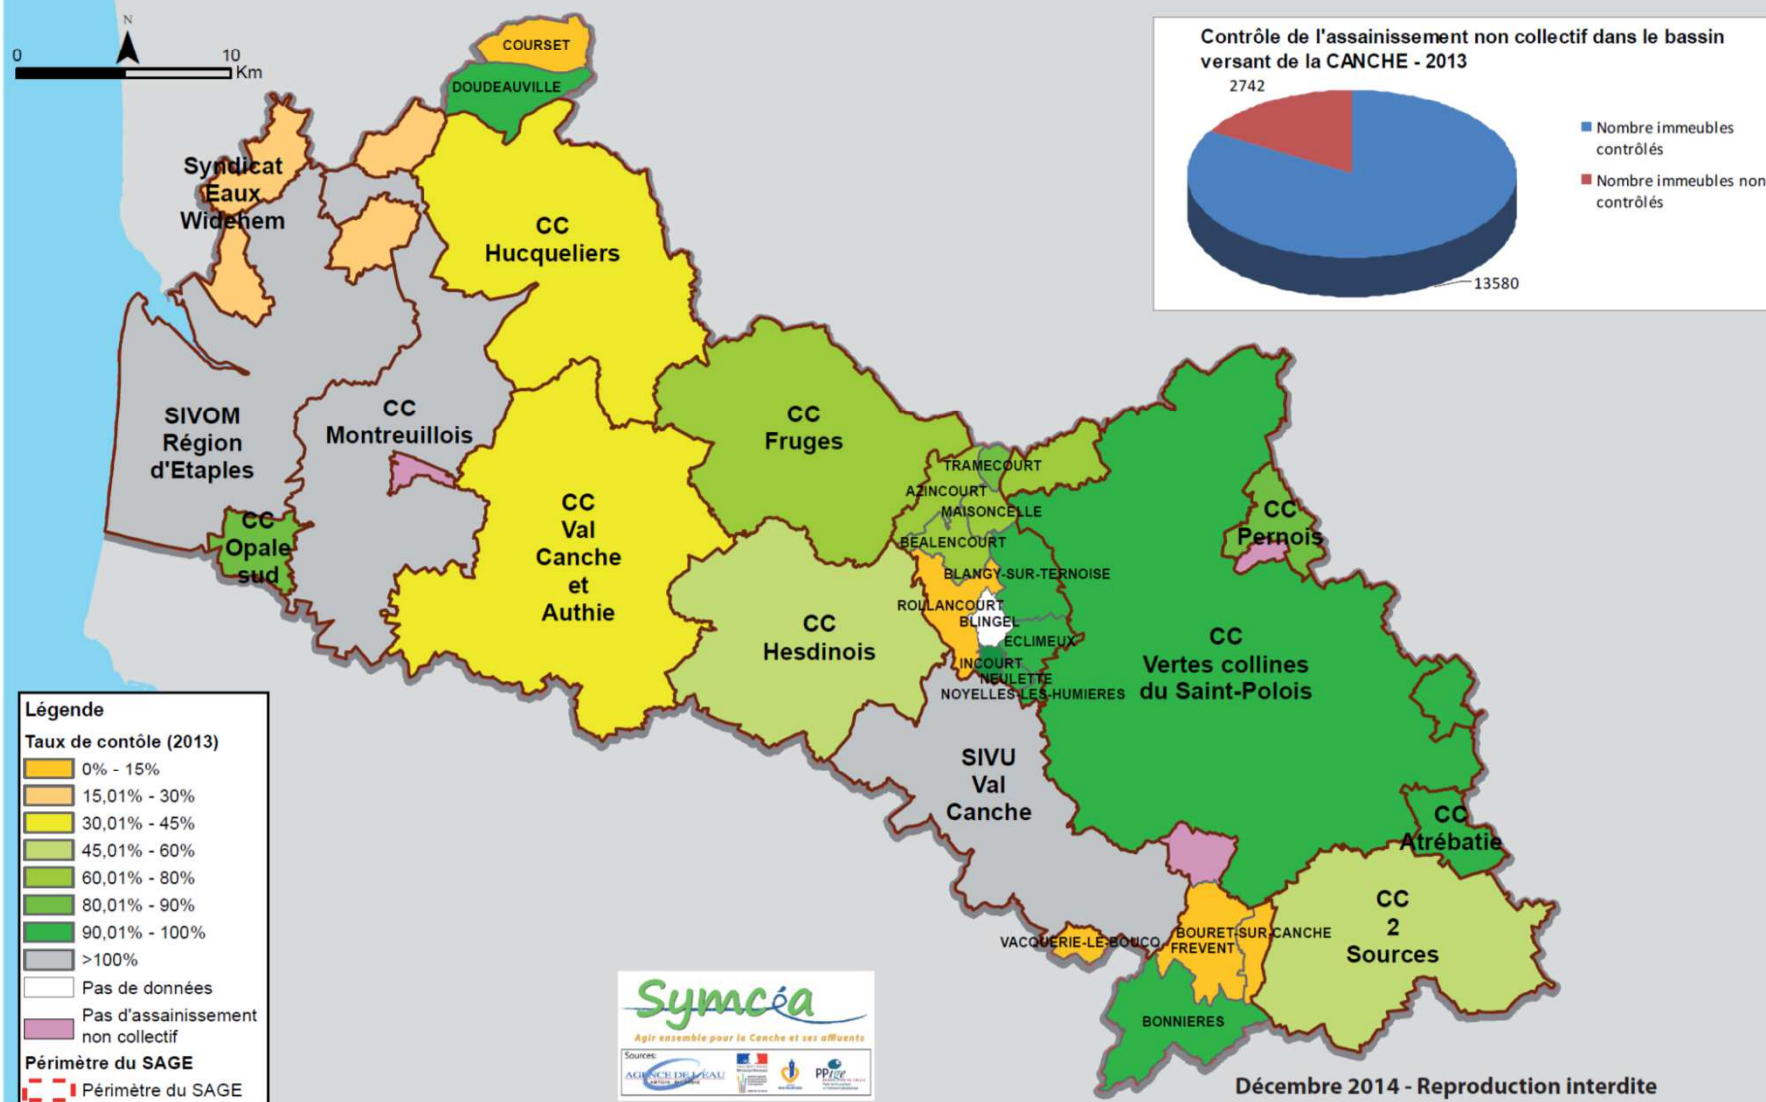 N
0
10
Km
COURSET
DOUDEAUVILLE
Syndicat
Eaux
Widehem
CC
Hucqueliers
Contrôle de l'assainissement non collectif dans le bassin
versant de la CANCHE - 2013
2742
Nombre immeubles
contrôlés
Nombre immeubles non
contrôlés
13580
SIVOM
Région
d'Etaples
CC
Montreuillois
CC
Opale
sud
CC
Val
Canche
et
Authie
CC
Fruges
TRAMECOURT
AZINCOURT
MAISONCELLE
BEALENCOURT
BLANGY-SUR-TERNOISE
ROLLANCOURT
BLINGEL
ECLIMEUX
INCOURT
NEULETTE
NOYELLES-LES-HUMIERES
CC
Hesdinois
CC
Pernois
CC
Vertes collines
du Saint-Polois
SIVU
Val
Canche
CC
Atrébatie
CC
2
Sources
VACQUERIE-LE-BOUCQ
BOURET-SUR-CANCHE
FREVENT
BONNIERES
Légende
Taux de contôle (2013)
0% - 15%
15,01% - 30%
30,01% - 45%
45,01% - 60%
60,01% - 80%
80,01% - 90%
90,01% - 100%
>100%
Pas de données
Pas d'assainissement
non collectif
Périmètre du SAGE
Périmètre du SAGE
Symcéa
Agir ensemble pour la Canche et ses affluents
Sources:
AGENCE DE L'EAU
PPige
Décembre 2014 - Reproduction interdite